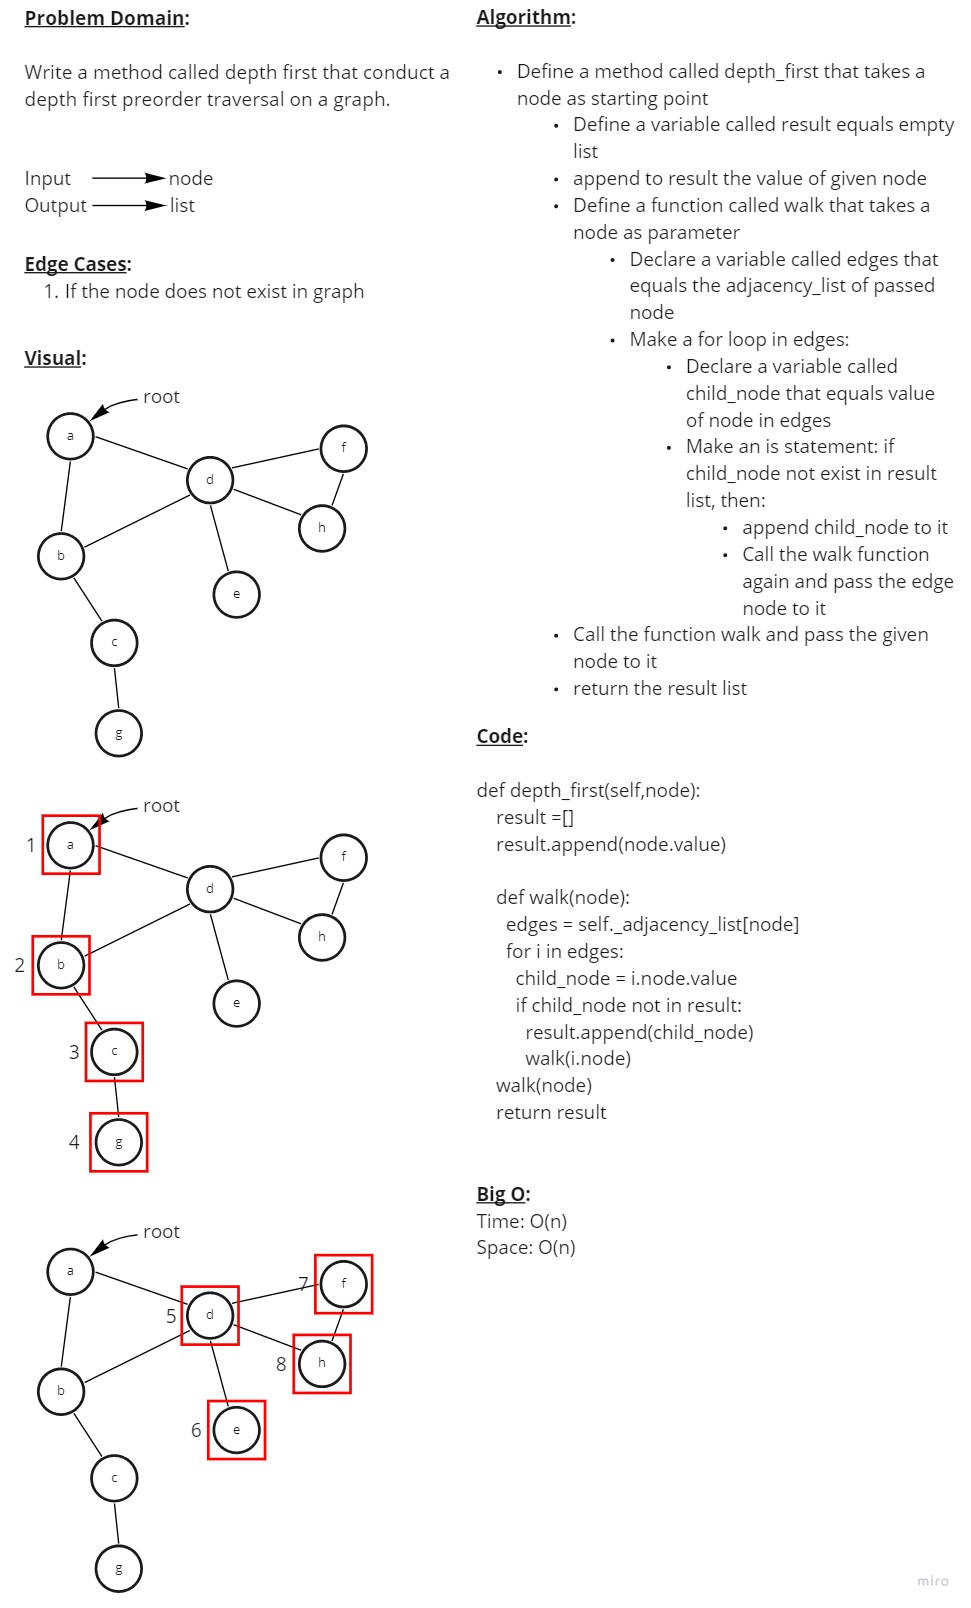 Problem Domain:
Write a method called depth first that conduct a
depth first preorder traversal on a graph.
Input node
Output list
Edge Cases:
1. If the node does not exist in graph
Visual:
root
a
f
d
h
b
e
c
g
root
1 a
f
d
h
2 b
e
3 c
4 g
root
a
7 f
5 d
8 h
b
6 e
c
g
Algorithm:
• Define a method called depth_first that takes a
node as starting point
• Define a variable called result equals empty
list
• append to result the value of given node
• Define a function called walk that takes a
node as parameter
• Declare a variable called edges that
equals the adjacency_list of passed
node
• Make a for loop in edges:
• Declare a variable called
child_node that equals value
of node in edges
• Make an is statement: if
child_node not exist in result
list, then:
• append child_node to it
• Call the walk function
again and pass the edge
node to it
• Call the function walk and pass the given
node to it
• return the result list
Code:
def depth_first(self,node):
result =[]
result.append(node.value)
def walk(node):
edges = self._adjacency_list[node]
for i in edges:
child_node = i.node.value
if child_node not in result:
result.append(child_node)
walk(i.node)
walk(node)
return result
Big O:
Time: O(n)
Space: O(n)
miro